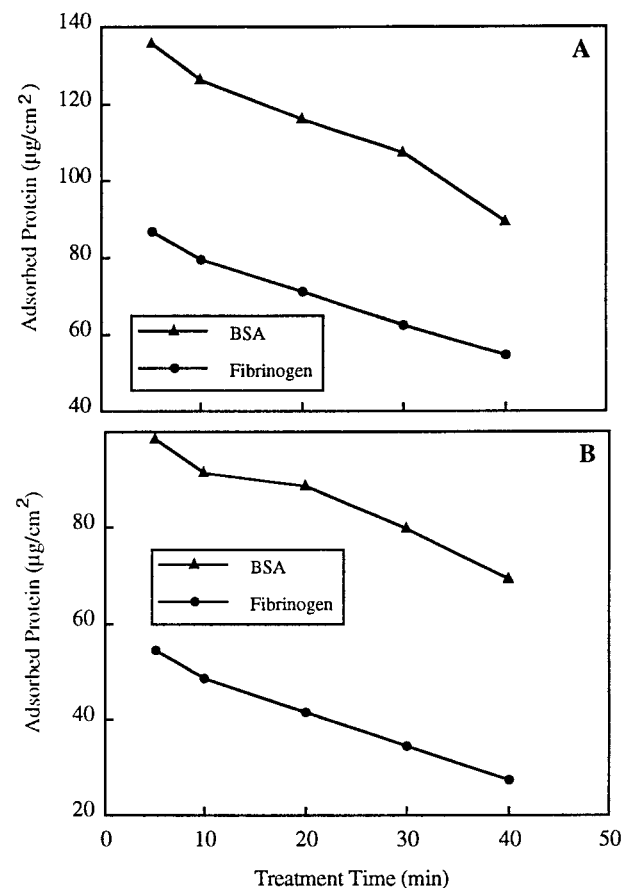 140
A
120
100
80
60
40
Adsorbed Protein (µg/cm²)
BSA
Fibrinogen
B
80
60
40
20
Adsorbed Protein (µg/cm²)
BSA
Fibrinogen
0 10 20 30 40 50
Treatment Time (min)